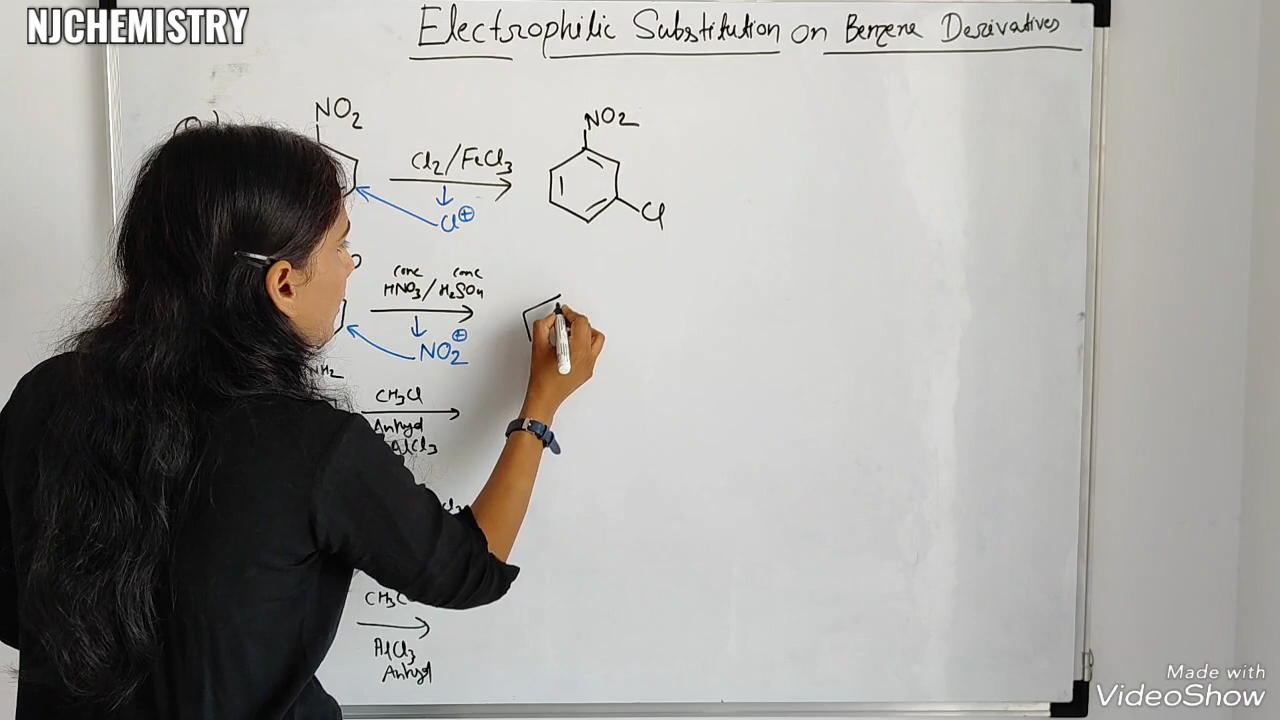 NJCHEMISTRY
Electrophilic Substitution on Benzene Derivatives
NO2
Cl2/FeCl3
Cl⊕
NO2
Cl
conc conc
HNO3/H2SO4
NO2⊕
NH2
CH3Cl
Anhyd
AlCl3
AlCl3
Anhyd
Made with
VideoShow